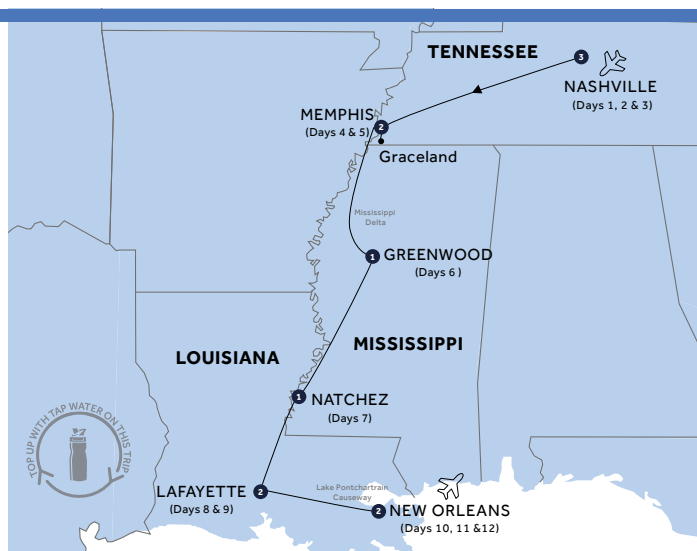 TENNESSEE
3
NASHVILLE
(Days 1, 2 & 3)
MEMPHIS
2
(Days 4 & 5)
Graceland
Mississippi
Delta
1
GREENWOOD
(Days 6 )
LOUISIANA
MISSISSIPPI
1
NATCHEZ
(Days 7)
TOP UP WITH TAP WATER ON THIS TRIP
LAFAYETTE
2
(Days 8 & 9)
Lake Pontchartrain
Causeway
2
NEW ORLEANS
(Days 10, 11 &12)